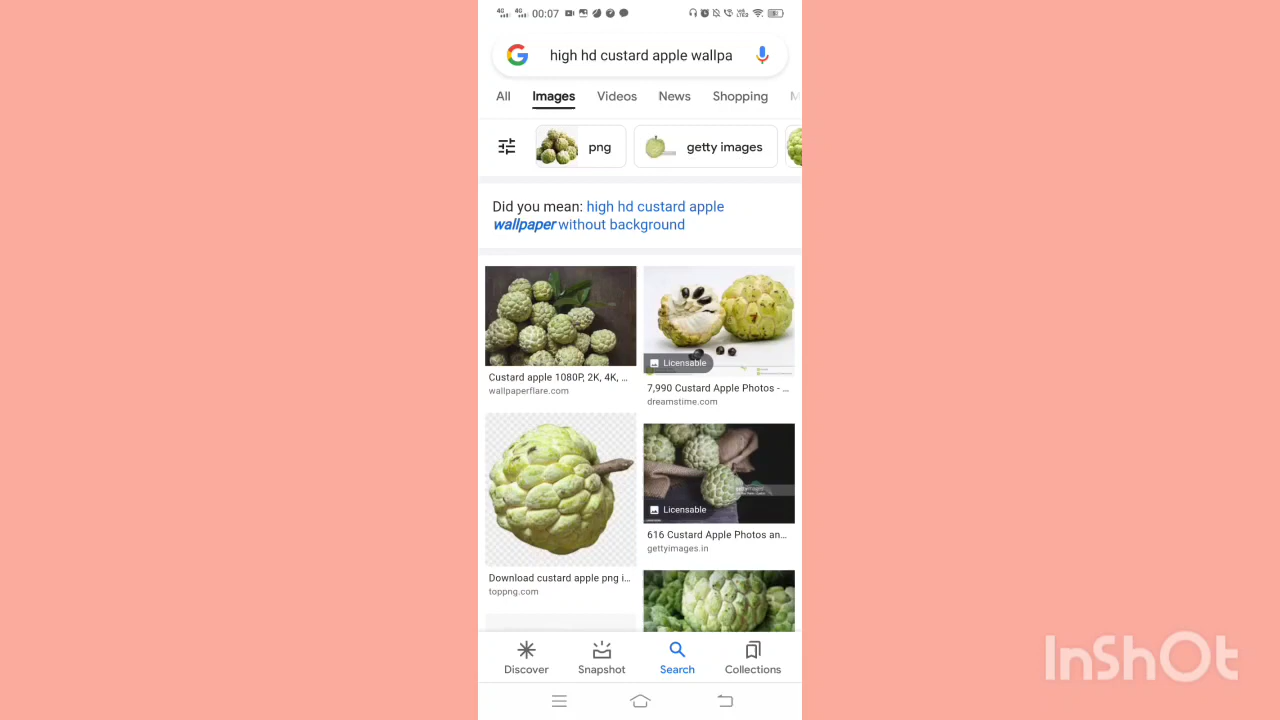 4G 4G 00:07
high hd custard apple wallpa
All Images Videos News Shopping M
png getty images
Did you mean: high hd custard apple
wallpaper without background
Licensable
Custard apple 1080P, 2K, 4K, ...
wallpaperflare.com
7,990 Custard Apple Photos - ...
dreamstime.com
Licensable
616 Custard Apple Photos an...
gettyimages.in
Download custard apple png i...
toppng.com
Discover Snapshot Search Collections
InShOt